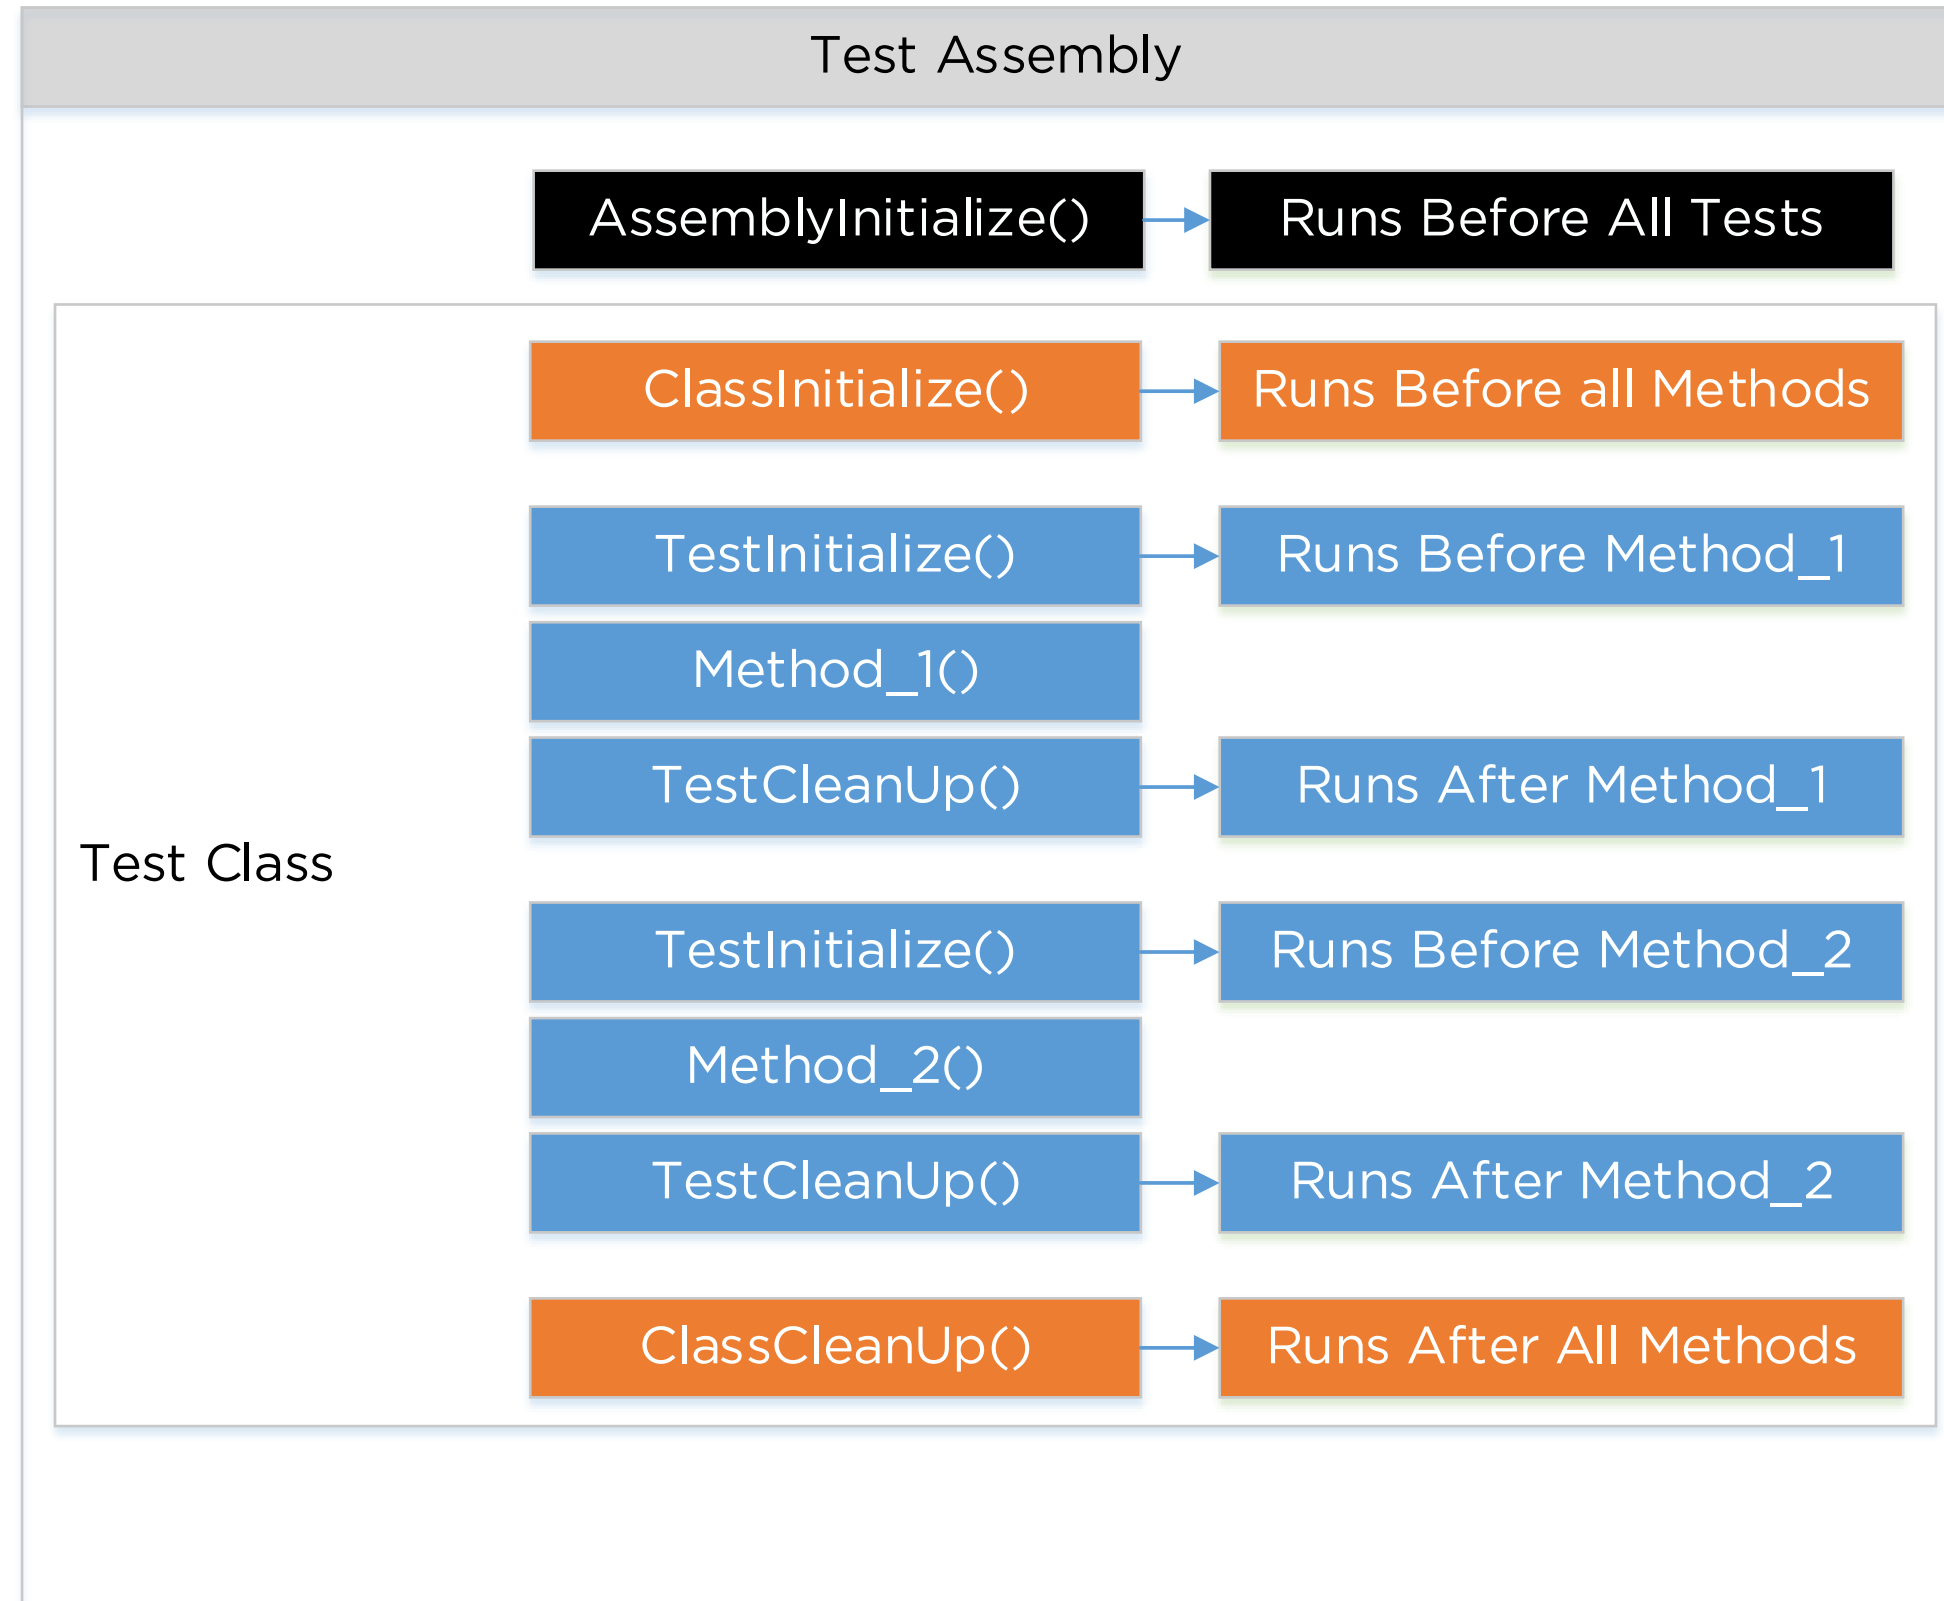 Test Assembly
AssemblyInitialize()
Runs Before All Tests
ClassInitialize()
Runs Before all Methods
TestInitialize()
Runs Before Method_1
Method_1()
TestCleanUp()
Runs After Method_1
Test Class
TestInitialize()
Runs Before Method_2
Method_2()
TestCleanUp()
Runs After Method_2
ClassCleanUp()
Runs After All Methods